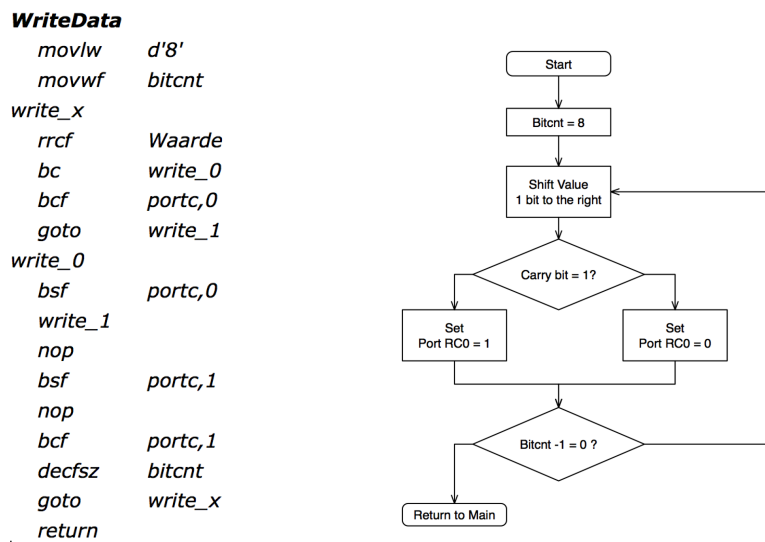 WriteData
movlw d'8'
movwf bitcnt
write_x
rrcf Waarde
bc write_0
bcf portc,0
goto write_1
write_0
bsf portc,0
write_1
nop
bsf portc,1
nop
bcf portc,1
decfsz bitcnt
goto write_x
return
Start
Bitcnt = 8
Shift Value
1 bit to the right
Carry bit = 1?
Set
Port RC0 = 1
Set
Port RC0 = 0
Bitcnt -1 = 0 ?
Return to Main